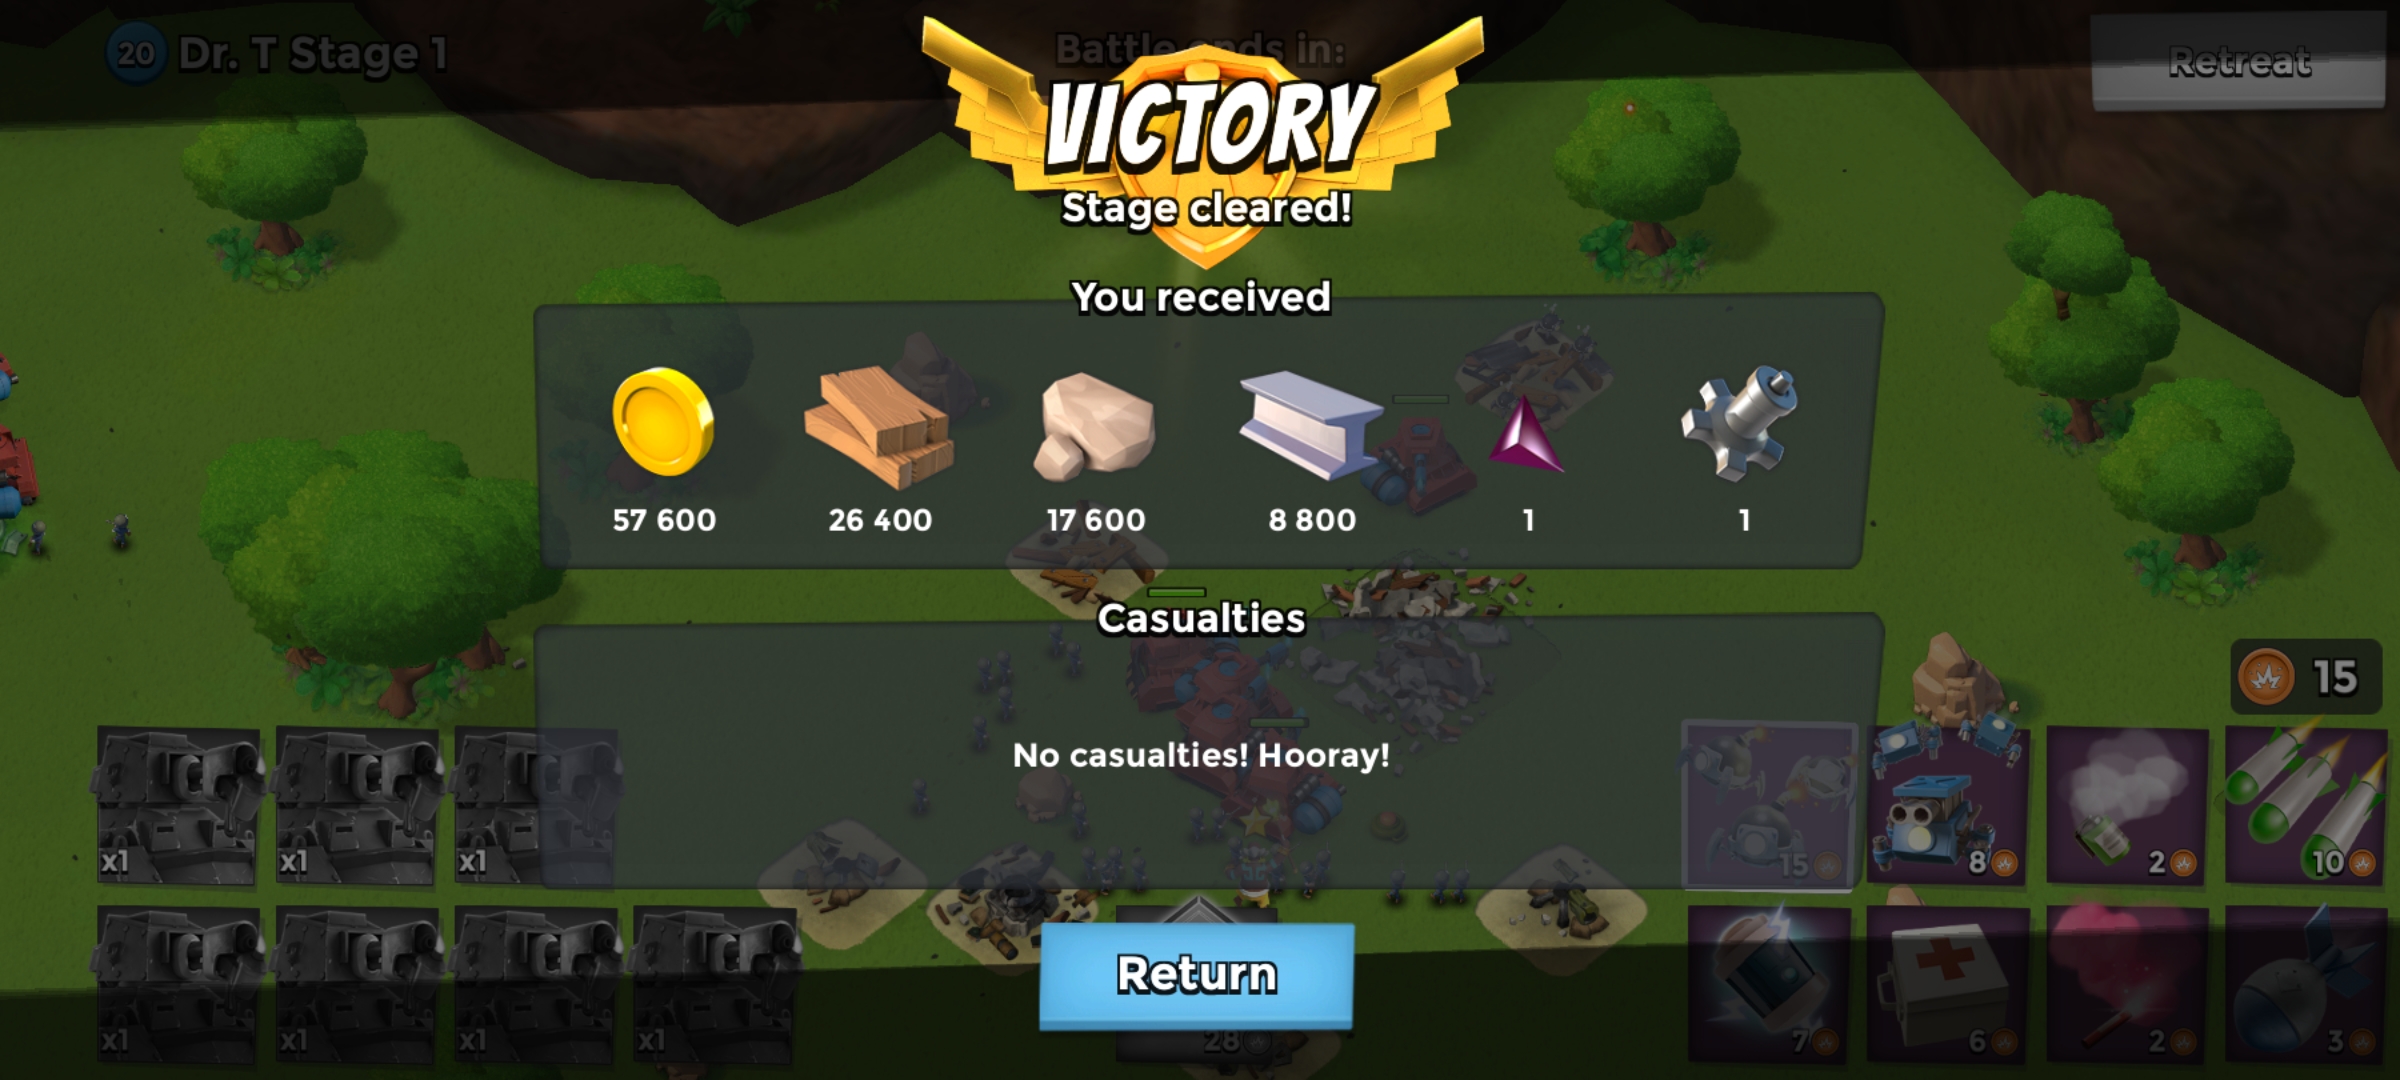 20 Dr. T Stage 1
Battle ends in:
Retreat
VICTORY
Stage cleared!
You received
57 600
26 400
17 600
8 800
1
1
Casualties
No casualties! Hooray!
15
x1
x1
x1
15
8
2
10
Return
x1
x1
x1
x1
28
7
6
2
3